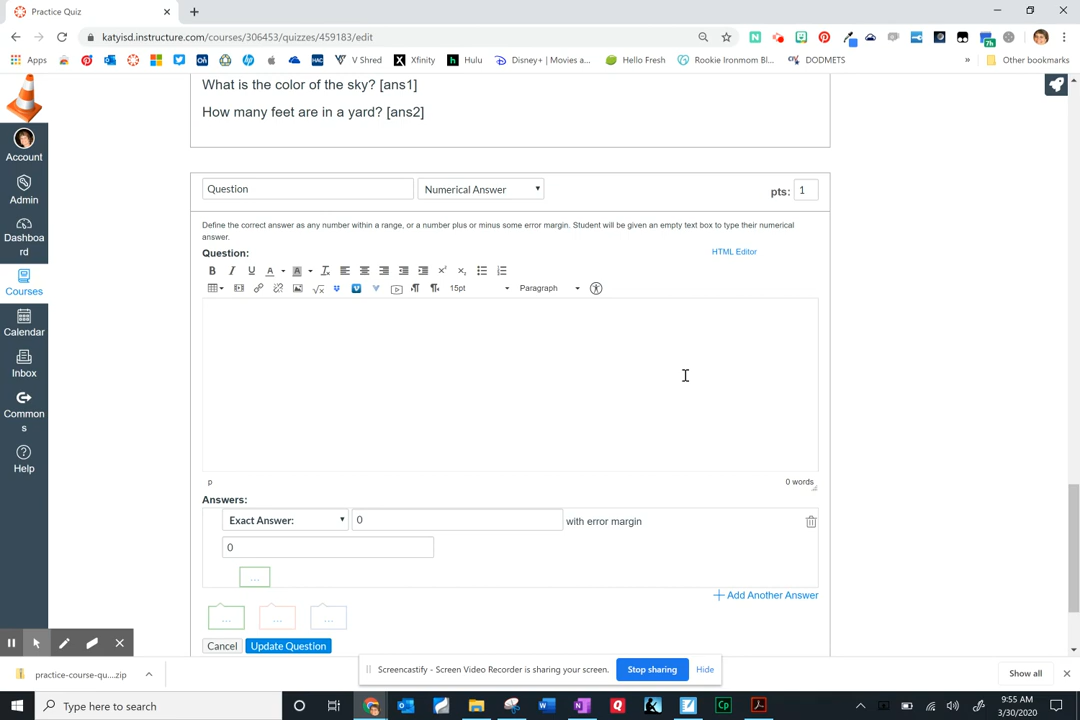 Practice Quiz
katyisd.instructure.com/courses/306453/quizzes/459183/edit
Apps
V Shred
Xfinity
Hulu
Disney+ | Movies a...
Hello Fresh
Rookie Ironmom Bl...
DODMETS
»
Other bookmarks
What is the color of the sky? [ans1]
How many feet are in a yard? [ans2]
Account
Admin
Dashboa
rd
Courses
Calendar
Inbox
Common
s
Help
Question
Numerical Answer
pts: 1
Define the correct answer as any number within a range, or a number plus or minus some error margin. Student will be given an empty text box to type their numerical
answer.
Question:
HTML Editor
15pt
Paragraph
p
0 words
Answers:
Exact Answer: 0 with error margin
0
...
+ Add Another Answer
... ... ...
Cancel Update Question
Screencastify - Screen Video Recorder is sharing your screen. Stop sharing Hide
practice-course-qu....zip
Show all
Type here to search
9:55 AM
3/30/2020